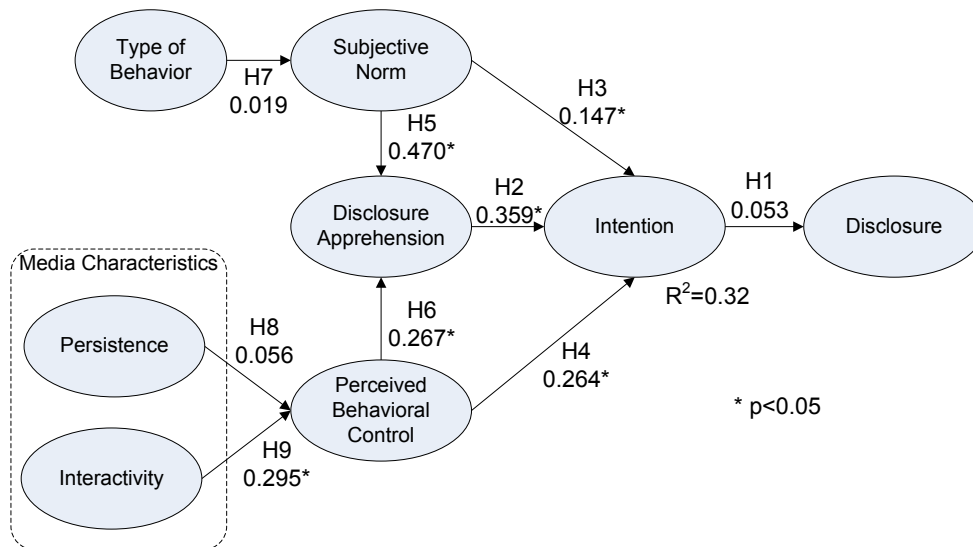 Type of
Behavior
H7
0.019
Subjective
Norm
H3
0.147*
H5
0.470*
Disclosure
Apprehension
H2
0.359*
Intention
R²=0.32
H1
0.053
Disclosure
Media Characteristics
Persistence
H8
0.056
Interactivity
H9
0.295*
H6
0.267*
Perceived
Behavioral
Control
H4
0.264*
* p<0.05